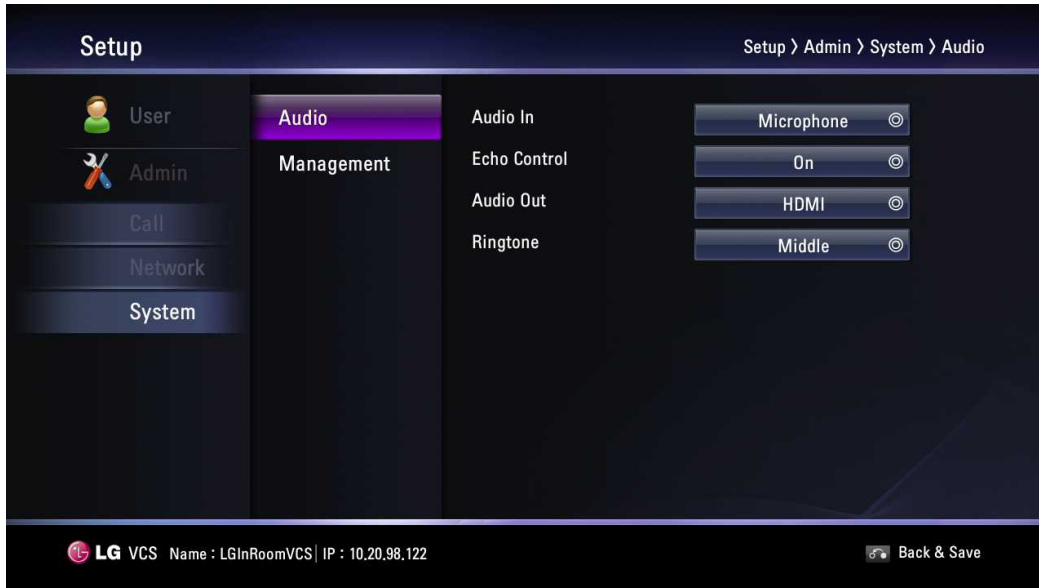 Setup
Setup > Admin > System > Audio
User
Admin
Call
Network
System
Audio
Management
Audio In Microphone
Echo Control On
Audio Out HDMI
Ringtone Middle
LG VCS Name : LGInRoomVCS| IP : 10.20.98.122
Back & Save